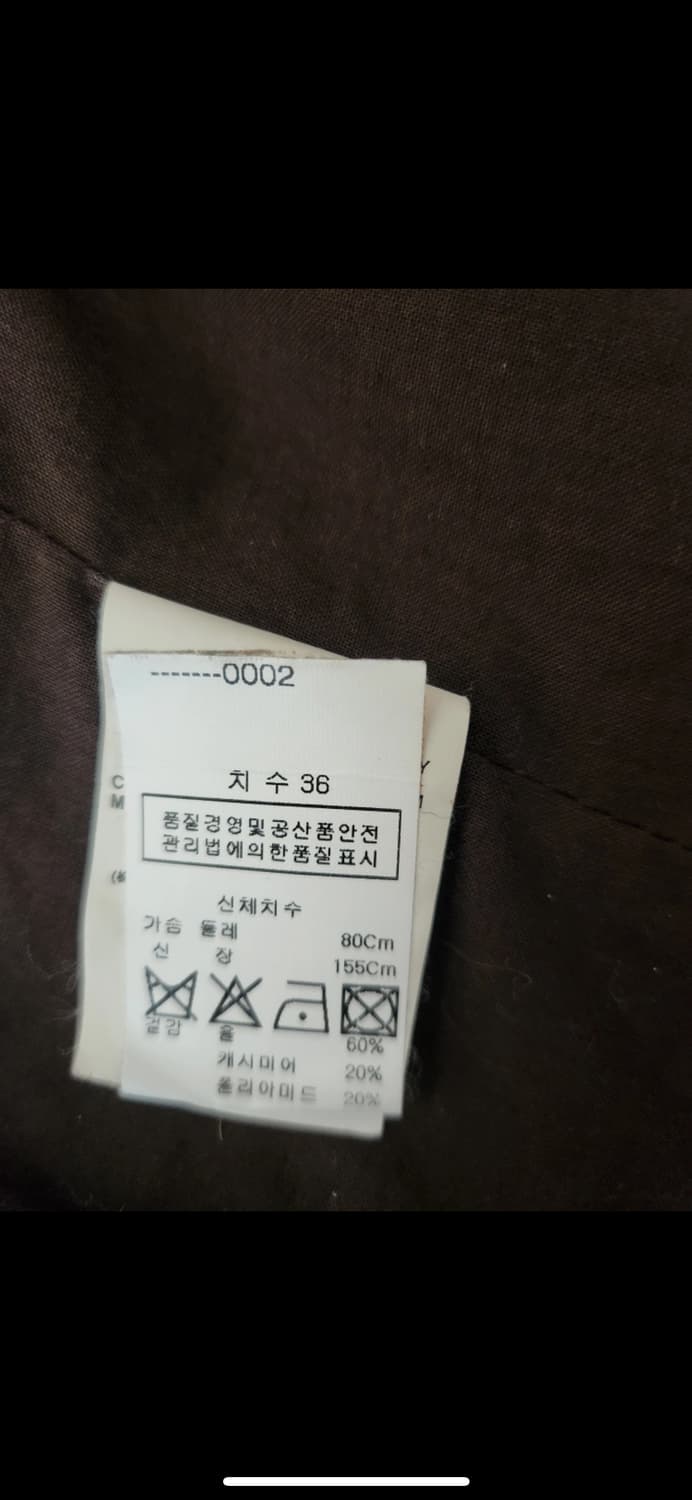 -------0002
치 수 36
품질경영및공산품안전
관리법에의한품질표시
신체치수
가슴 둘레 80Cm
신 장 155Cm
겉감 울 60%
캐시미어 20%
폴리아미드 20%
C
M
Y